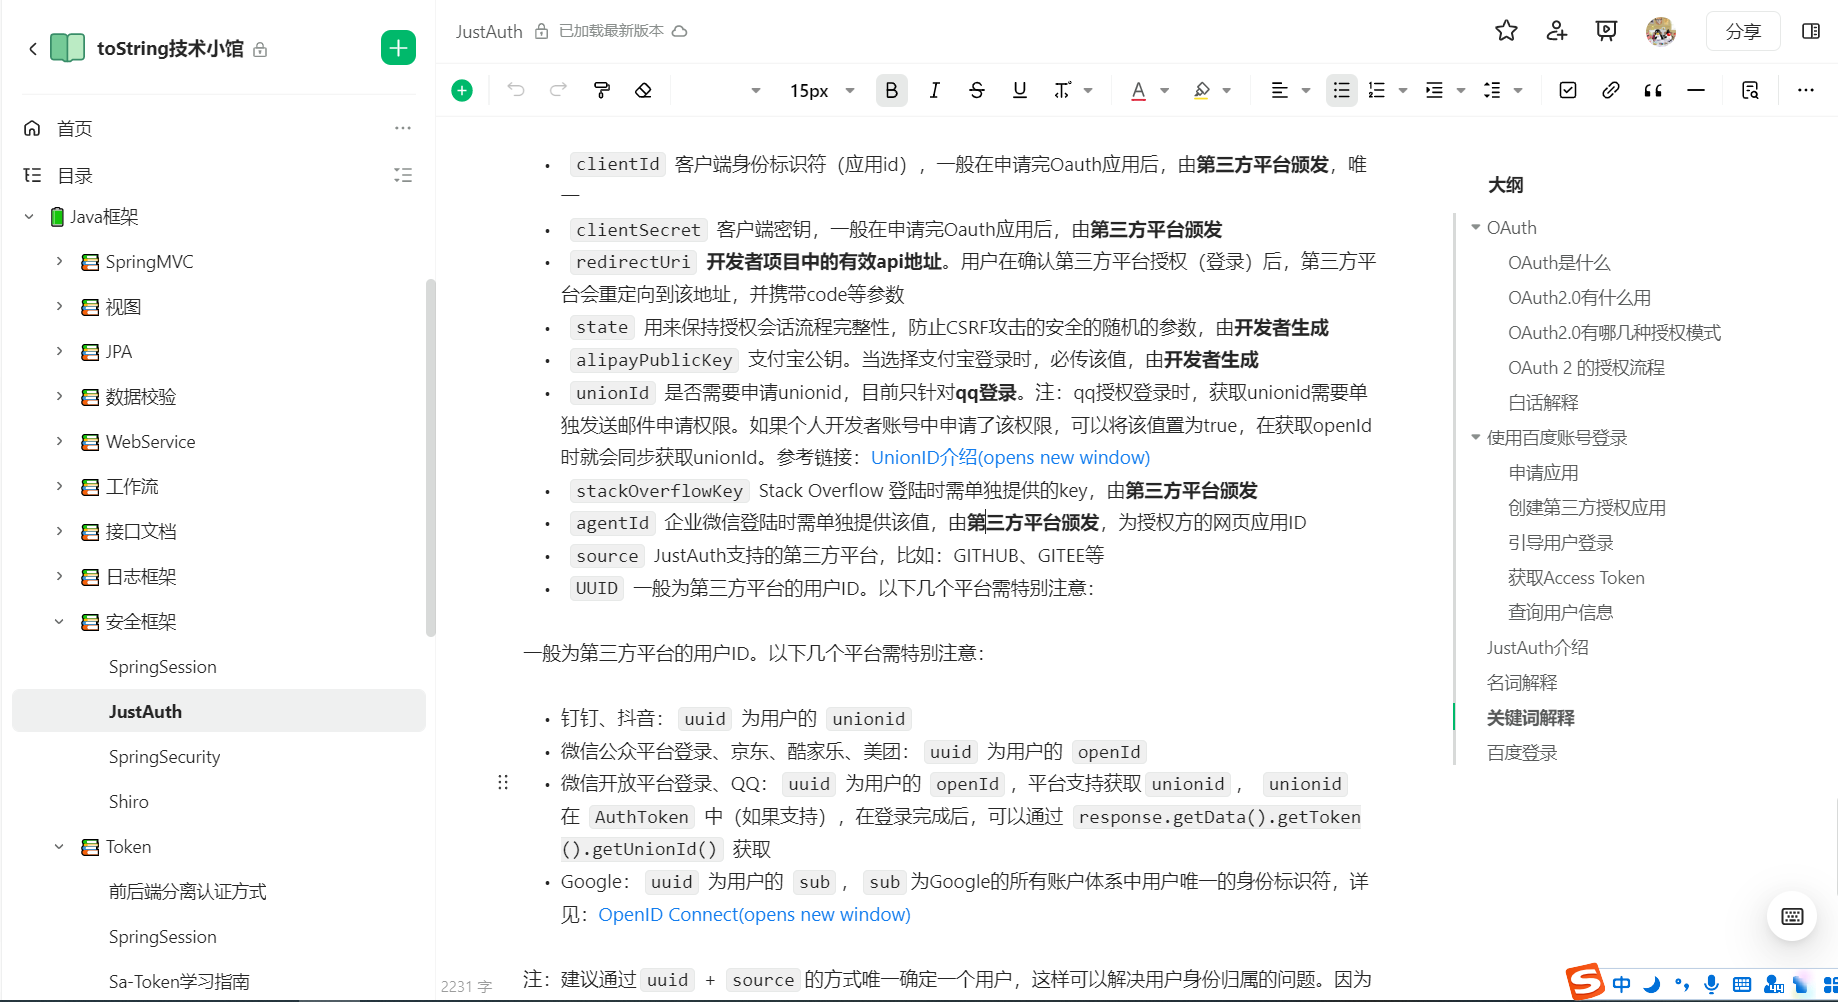 toString技术小馆
首页
目录
Java框架
SpringMVC
视图
JPA
数据校验
WebService
工作流
接口文档
日志框架
安全框架
SpringSession
JustAuth
SpringSecurity
Shiro
Token
前后端分离认证方式
SpringSession
Sa-Token学习指南
JustAuth 已加载最新版本
分享
15px
clientId 客户端身份标识符（应用id），一般在申请完Oauth应用后，由第三方平台颁发，唯
一
clientSecret 客户端密钥，一般在申请完Oauth应用后，由第三方平台颁发
redirectUri 开发者项目中的有效api地址。用户在确认第三方平台授权（登录）后，第三方平
台会重定向到该地址，并携带code等参数
state 用来保持授权会话流程完整性，防止CSRF攻击的安全的随机的参数，由开发者生成
alipayPublicKey 支付宝公钥。当选择支付宝登录时，必传该值，由开发者生成
unionId 是否需要申请unionid，目前只针对qq登录。注：qq授权登录时，获取unionid需要单
独发送邮件申请权限。如果个人开发者账号中申请了该权限，可以将该值置为true，在获取openId
时就会同步获取unionId。参考链接：UnionID介绍(opens new window)
stackOverflowKey Stack Overflow 登陆时需单独提供的key，由第三方平台颁发
agentId 企业微信登陆时需单独提供该值，由第三方平台颁发，为授权方的网页应用ID
source JustAuth支持的第三方平台，比如：GITHUB、GITEE等
UUID 一般为第三方平台的用户ID。以下几个平台需特别注意：
一般为第三方平台的用户ID。以下几个平台需特别注意：
钉钉、抖音： uuid 为用户的 unionid
微信公众平台登录、京东、酷家乐、美团： uuid 为用户的 openId
微信开放平台登录、QQ： uuid 为用户的 openId ，平台支持获取 unionid ， unionid
在 AuthToken 中（如果支持），在登录完成后，可以通过 response.getData().getToken
().getUnionId() 获取
Google： uuid 为用户的 sub ， sub 为Google的所有账户体系中用户唯一的身份标识符，详
见：OpenID Connect(opens new window)
注：建议通过 uuid + source 的方式唯一确定一个用户，这样可以解决用户身份归属的问题。因为
2231 字
大纲
OAuth
OAuth是什么
OAuth2.0有什么用
OAuth2.0有哪几种授权模式
OAuth 2 的授权流程
白话解释
使用百度账号登录
申请应用
创建第三方授权应用
引导用户登录
获取Access Token
查询用户信息
JustAuth介绍
名词解释
关键词解释
百度登录
中